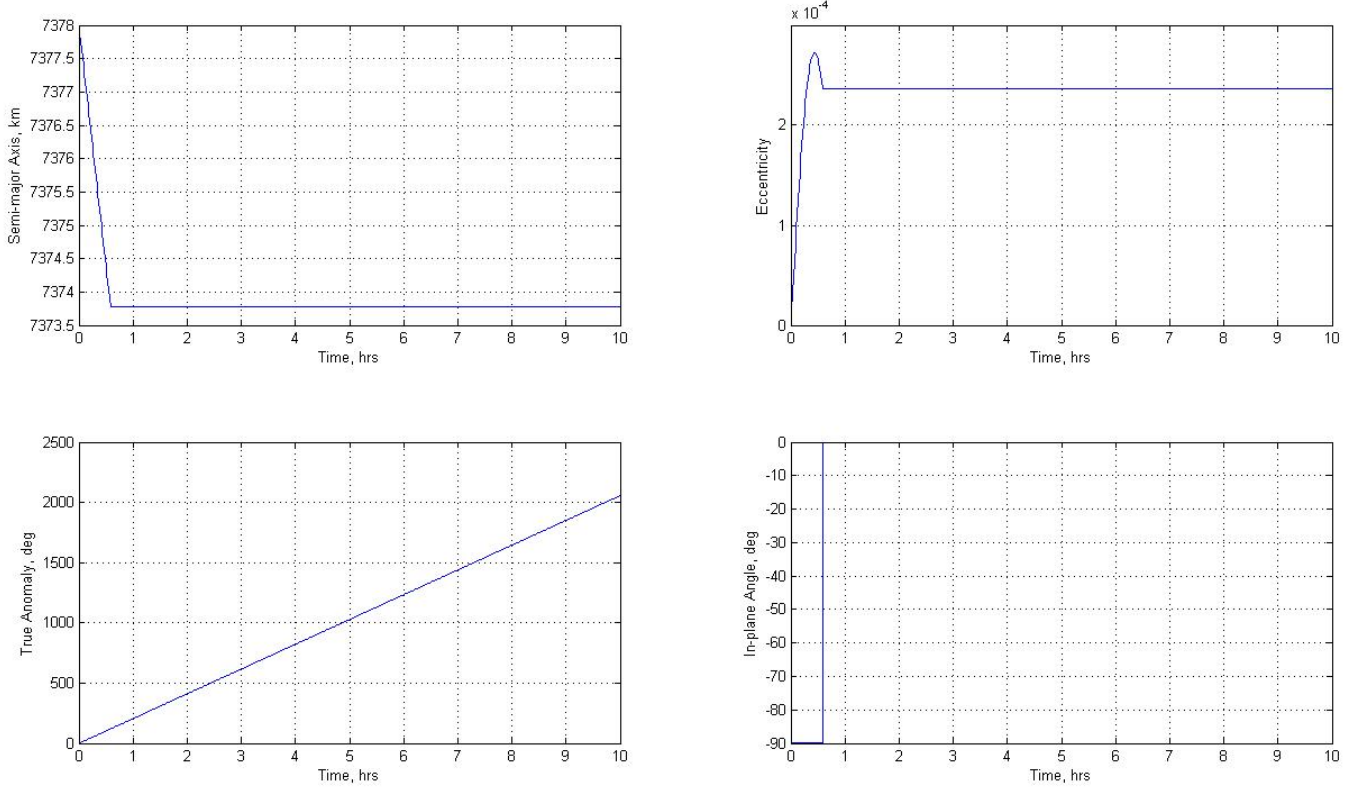 7378
7377.5
7377
7376.5
7376
7375.5
7375
7374.5
7374
7373.5
Semi-major Axis, km
0 1 2 3 4 5 6 7 8 9 10
Time, hrs
x 10-4
2
1
0
Eccentricity
0 1 2 3 4 5 6 7 8 9 10
Time, hrs
2500
2000
1500
1000
500
0
True Anomaly, deg
0 1 2 3 4 5 6 7 8 9 10
Time, hrs
0
-10
-20
-30
-40
-50
-60
-70
-80
-90
In-plane Angle, deg
0 1 2 3 4 5 6 7 8 9 10
Time, hrs